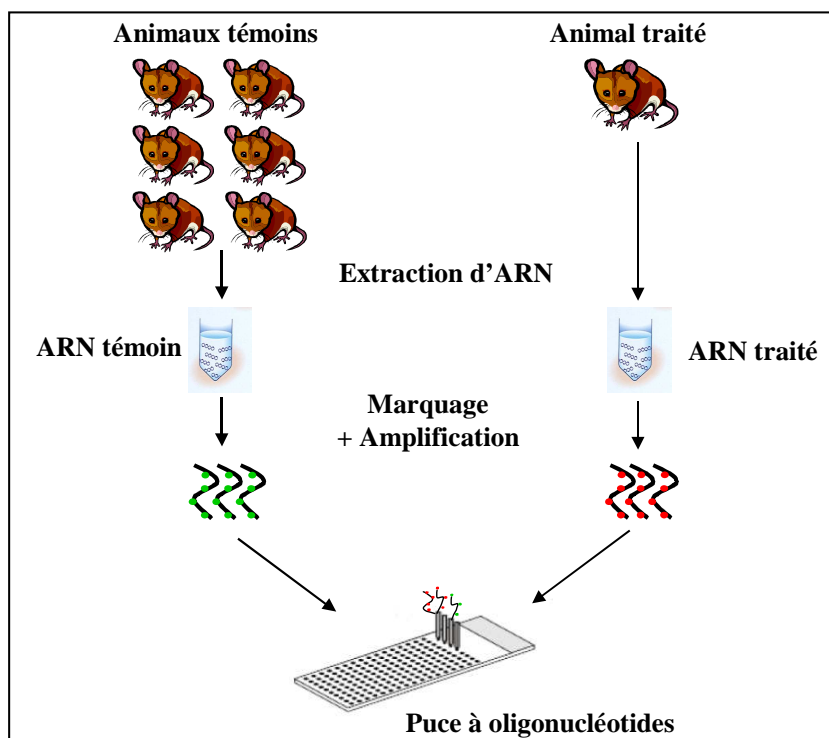 Animaux témoins
Animal traité
Extraction d’ARN
ARN témoin
ARN traité
Marquage
+ Amplification
Puce à oligonucléotides